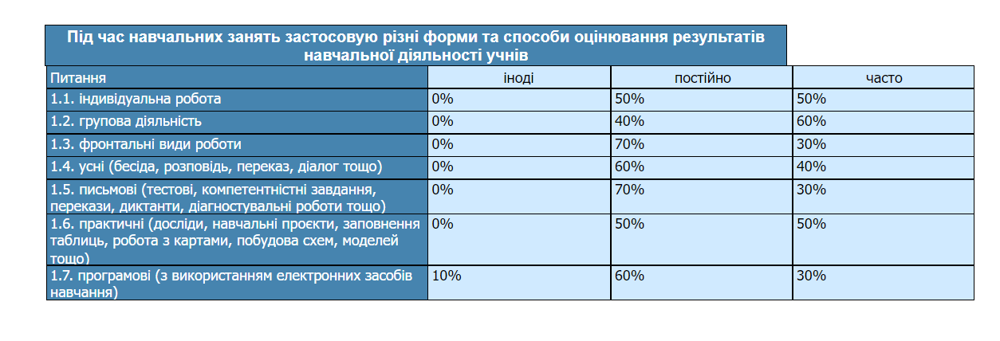 Під час навчальних занять застосовую різні форми та способи оцінювання результатів
навчальної діяльності учнів
Питання іноді постійно часто
1.1. індивідуальна робота 0% 50% 50%
1.2. групова діяльність 0% 40% 60%
1.3. фронтальні види роботи 0% 70% 30%
1.4. усні (бесіда, розповідь, переказ, діалог тощо) 0% 60% 40%
1.5. письмові (тестові, компетентністні завдання, 0% 70% 30%
перекази, диктанти, діагностувальні роботи тощо)
1.6. практичні (досліди, навчальні проєкти, заповнення 0% 50% 50%
таблиць, робота з картами, побудова схем, моделей
тощо)
1.7. програмові (з використанням електронних засобів 10% 60% 30%
навчання)